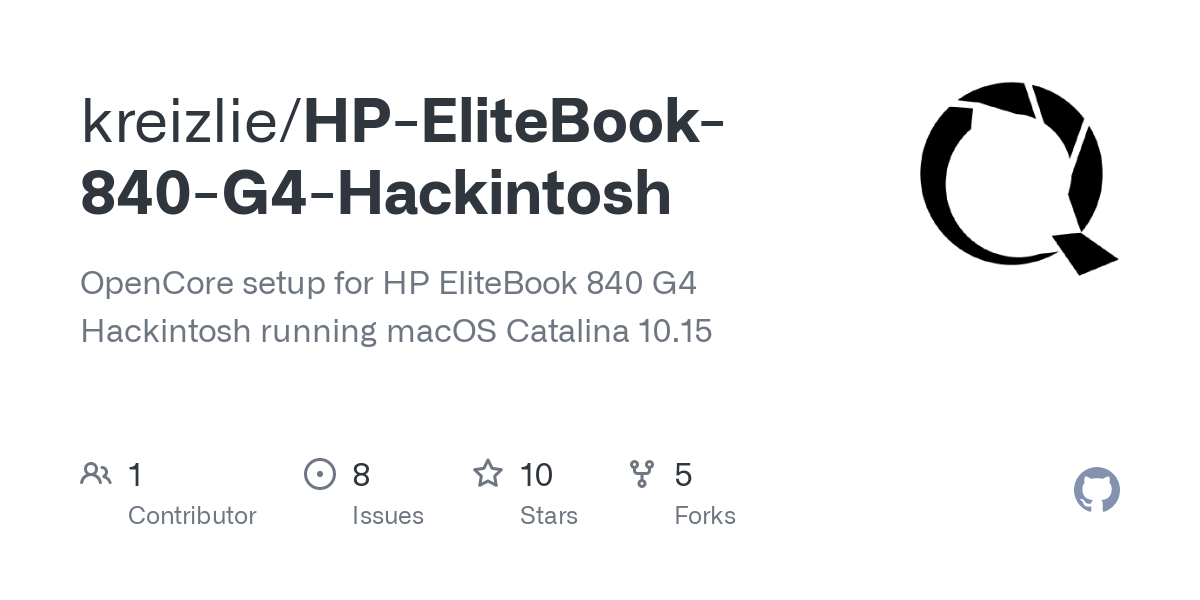 kreizlie/HP-EliteBook-
840-G4-Hackintosh
OpenCore setup for HP EliteBook 840 G4
Hackintosh running macOS Catalina 10.15
1
Contributor
8
Issues
10
Stars
5
Forks